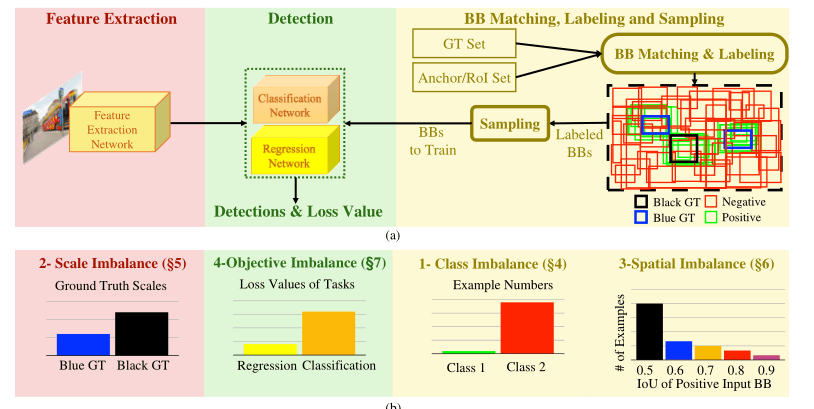 Feature Extraction
Detection
BB Matching, Labeling and Sampling
GT Set
Anchor/RoI Set
BB Matching & Labeling
Feature
Extraction
Network
Classification
Network
Regression
Network
BBs
to Train
Sampling
Labeled
BBs
Detections & Loss Value
Black GT
Negative
Blue GT
Positive
(a)
2- Scale Imbalance (§5)
Ground Truth Scales
Blue GT
Black GT
4-Objective Imbalance (§7)
Loss Values of Tasks
Regression
Classification
1- Class Imbalance (§4)
Example Numbers
Class 1
Class 2
3-Spatial Imbalance (§6)
# of Examples
0.5 0.6 0.7 0.8 0.9
IoU of Positive Input BB
(b)